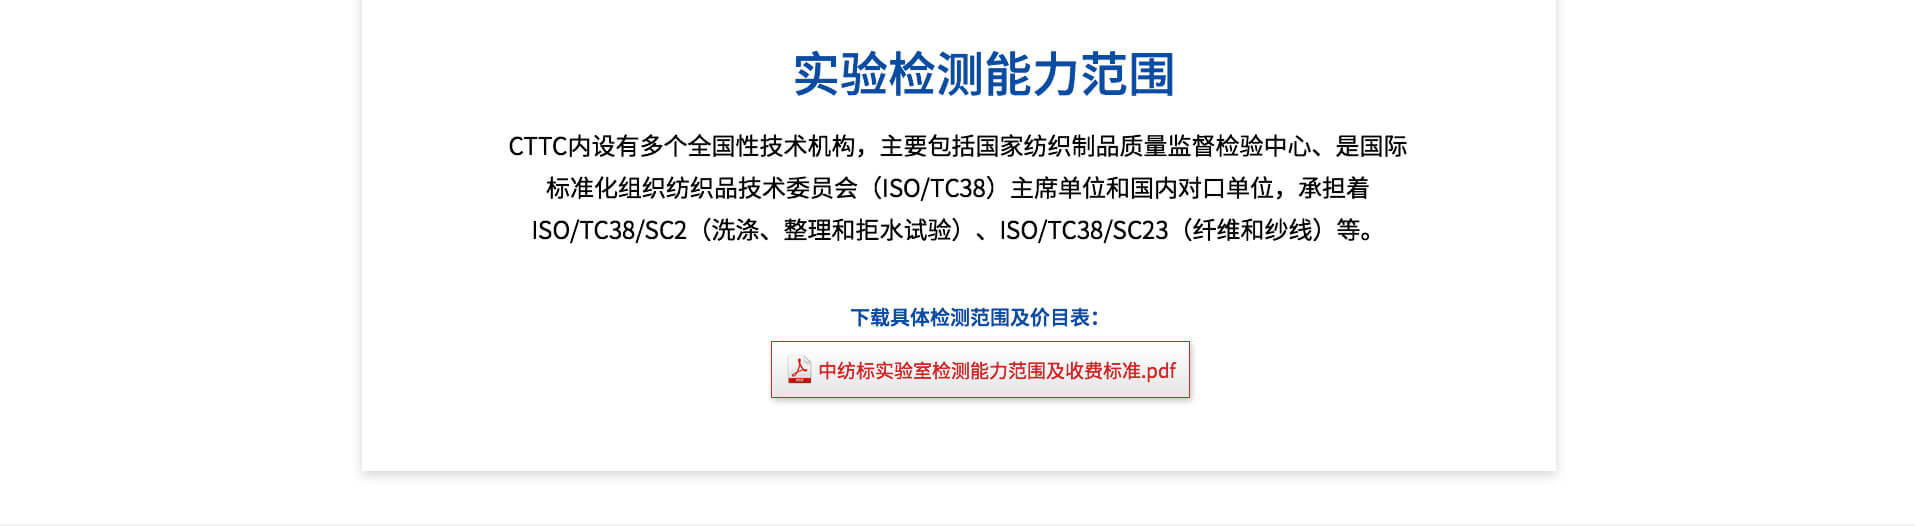 实验检测能力范围
CTTC内设有多个全国性技术机构，主要包括国家纺织制品质量监督检验中心、是国际
标准化组织纺织品技术委员会（ISO/TC38）主席单位和国内对口单位，承担着
ISO/TC38/SC2（洗涤、整理和拒水试验）、ISO/TC38/SC23（纤维和纱线）等。
下载具体检测范围及价目表：
中纺标实验室检测能力范围及收费标准.pdf